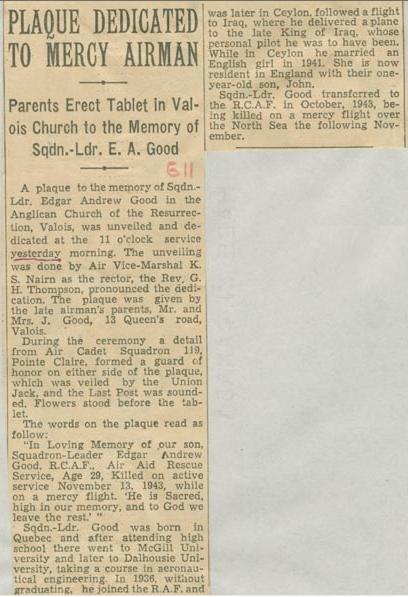 PLAQUE DEDICATED
TO MERCY AIRMAN
Parents Erect Tablet in Val-
ois Church to the Memory of
Sqdn.-Ldr. E. A. Good
611
A plaque to the memory of Sqdn.-
Ldr. Edgar Andrew Good in the
Anglican Church of the Resurrec-
tion, Valois, was unveiled and de-
dicated at the 11 o'clock service
yesterday morning. The unveiling
was done by Air Vice-Marshal K.
S. Nairn as the rector, the Rev. G.
H. Thompson, pronounced the dedi-
cation. The plaque was given by
the late airman's parents, Mr. and
Mrs. J. Good, 13 Queen's road,
Valois.
During the ceremony a detail
from Air Cadet Squadron 119,
Pointe Claire, formed a guard of
honor on either side of the plaque,
which was veiled by the Union
Jack, and the Last Post was sound-
ed. Flowers stood before the tab-
let.
The words on the plaque read as
follow:
"In Loving Memory of our son,
Squadron-Leader Edgar Andrew
Good, R.C.A.F., Air Aid Rescue
Service, Age 29, Killed on active
service November 13, 1943, while
on a mercy flight. 'He is Sacred,
high in our memory, and to God we
leave the rest.' "
Sqdn.-Ldr. Good was born in
Quebec and after attending high
school there went to McGill Uni-
versity and later to Dalhousie Uni-
versity, taking a course in aeronau-
tical engineering. In 1936, without
graduating, he joined the R.A.F. and
was later in Ceylon, followed a flight
to Iraq, where he delivered a plane
to the late King of Iraq, whose
personal pilot he was to have been.
While in Ceylon he married an
English girl in 1941. She is now
resident in England with their one-
year-old son, John.
Sqdn.-Ldr. Good transferred to
the R.C.A.F. in October, 1943, be-
ing killed on a mercy flight over
the North Sea the following Nov-
ember.